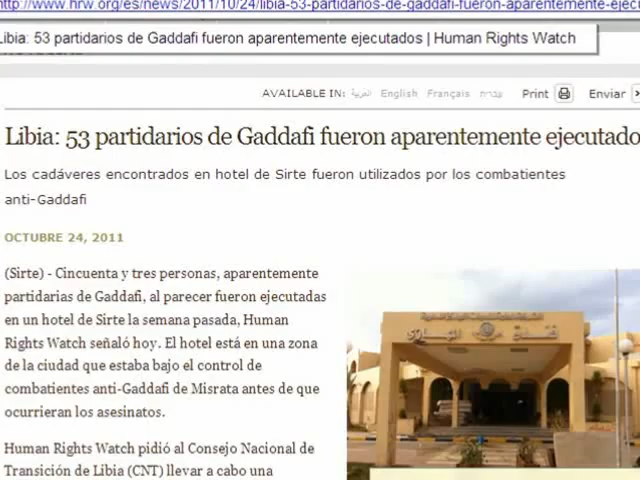 http://www.hrw.org/es/news/2011/10/24/libia-53-partidarios-de-gaddafi-fueron-aparentemente-ejecu
Libia: 53 partidarios de Gaddafi fueron aparentemente ejecutados | Human Rights Watch
AVAILABLE IN: العربية English Français עברית Print Enviar
Libia: 53 partidarios de Gaddafi fueron aparentemente ejecutado
Los cadáveres encontrados en hotel de Sirte fueron utilizados por los combatientes
anti-Gaddafi
OCTUBRE 24, 2011
(Sirte) - Cincuenta y tres personas, aparentemente
partidarias de Gaddafi, al parecer fueron ejecutadas
en un hotel de Sirte la semana pasada, Human
Rights Watch señaló hoy. El hotel está en una zona
de la ciudad que estaba bajo el control de
combatientes anti-Gaddafi de Misrata antes de que
ocurrieran los asesinatos.
Human Rights Watch pidió al Consejo Nacional de
Transición de Libia (CNT) llevar a cabo una